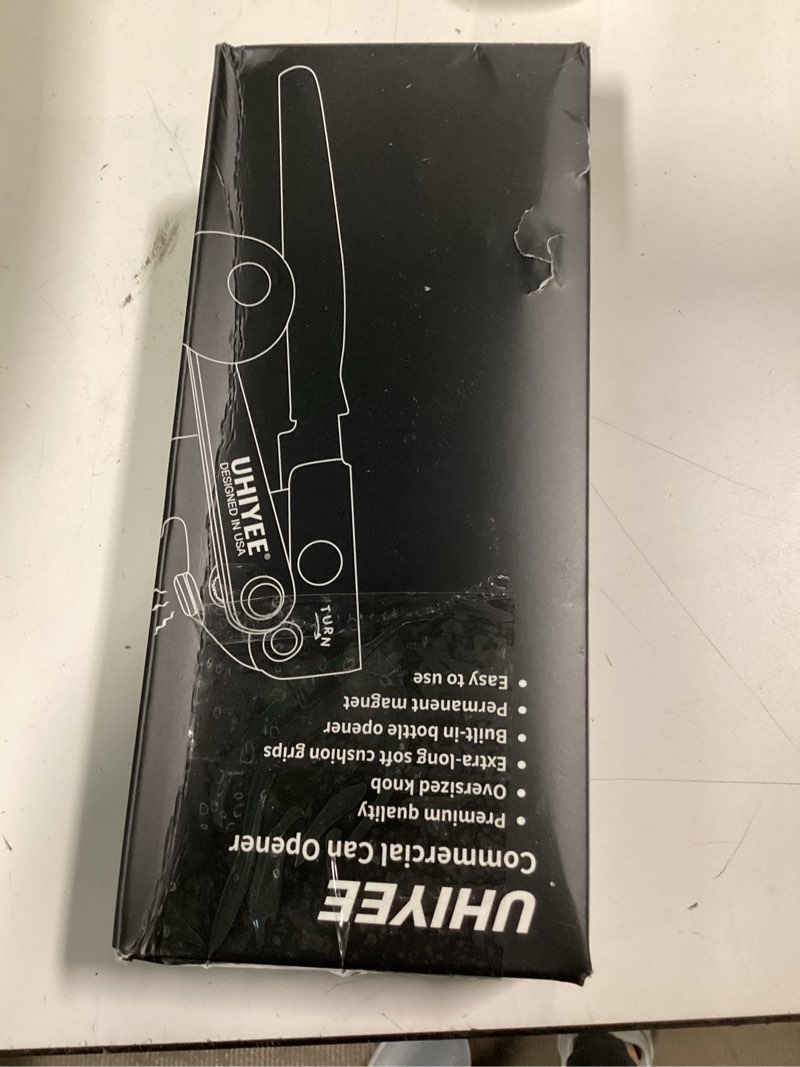 UHIYEE
Commercial Can Opener
• Premium quality
• Oversized knob
• Extra-long soft cushion grips
• Built-in bottle opener
• Permanent magnet
• Easy to use
TURN
UHIYEE®
DESIGNED IN USA